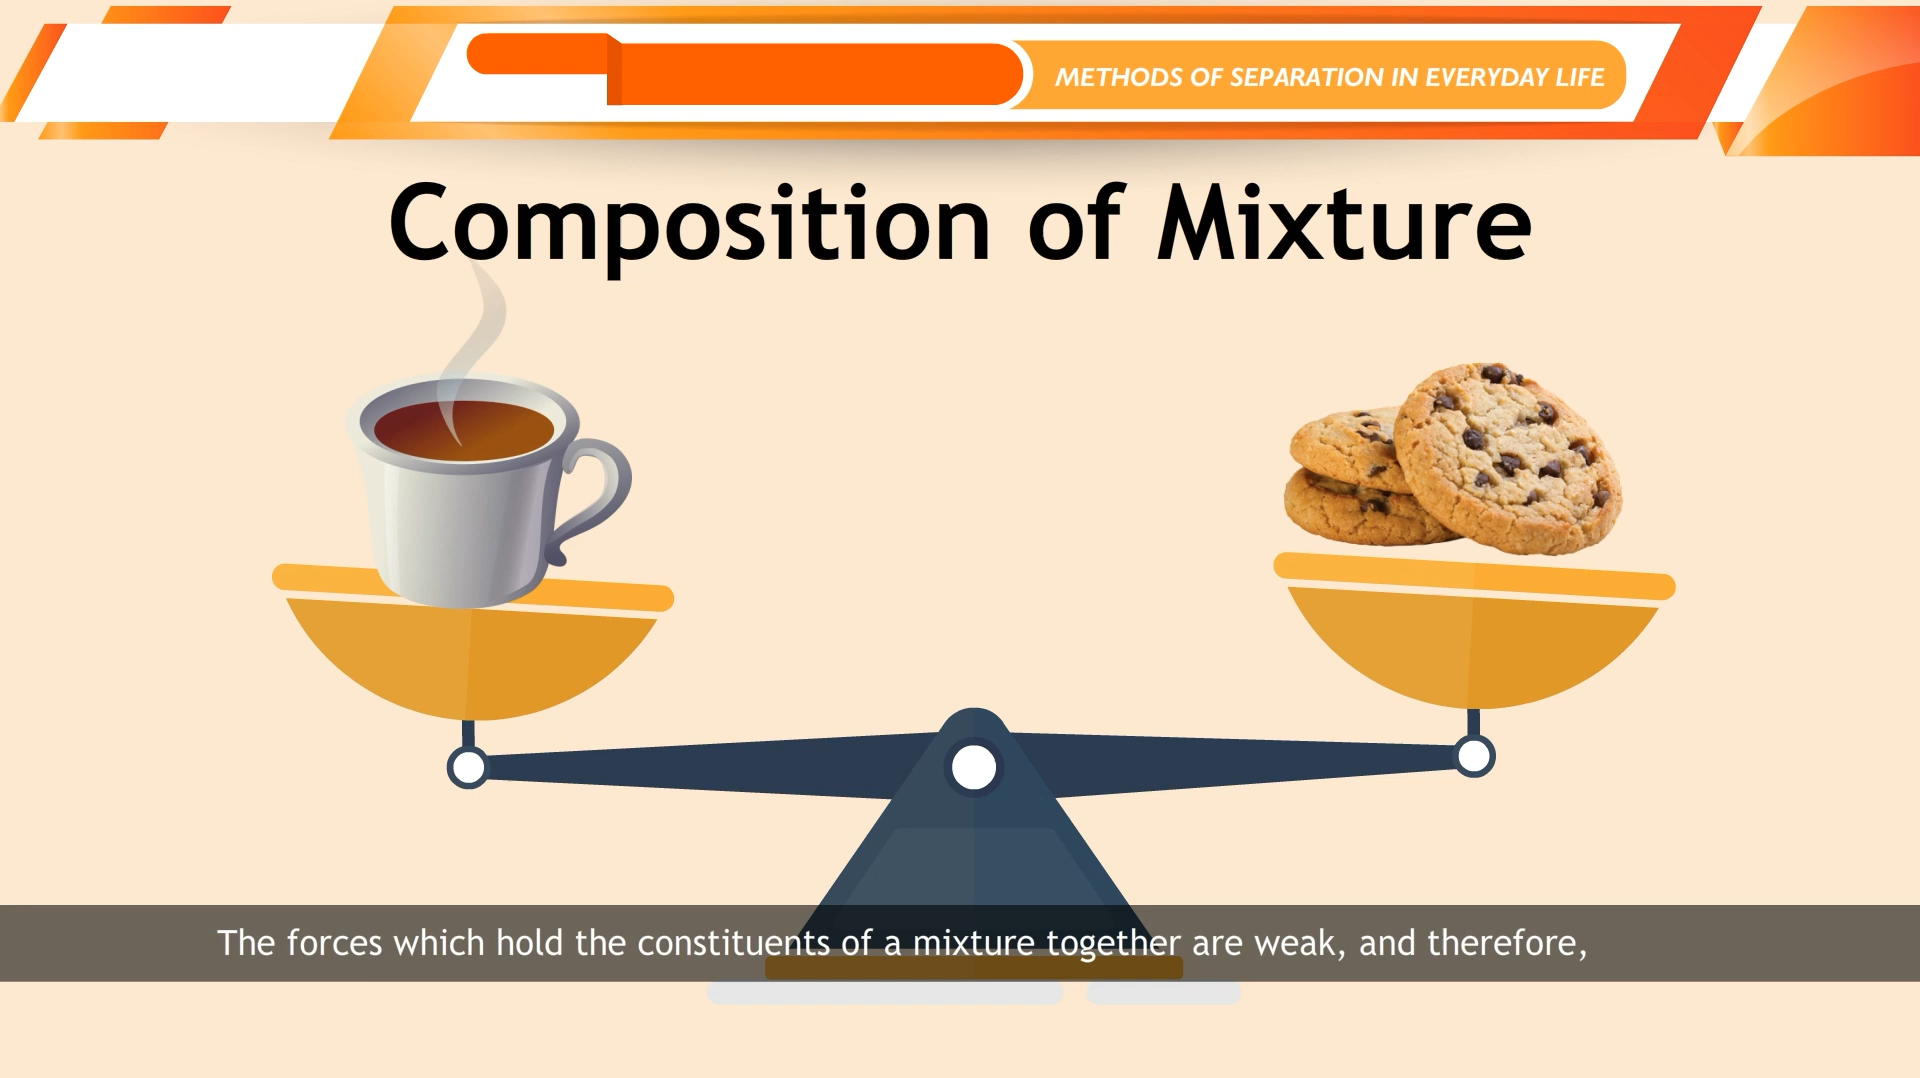 METHODS OF SEPARATION IN EVERYDAY LIFE
Composition of Mixture
The forces which hold the constituents of a mixture together are weak, and therefore,